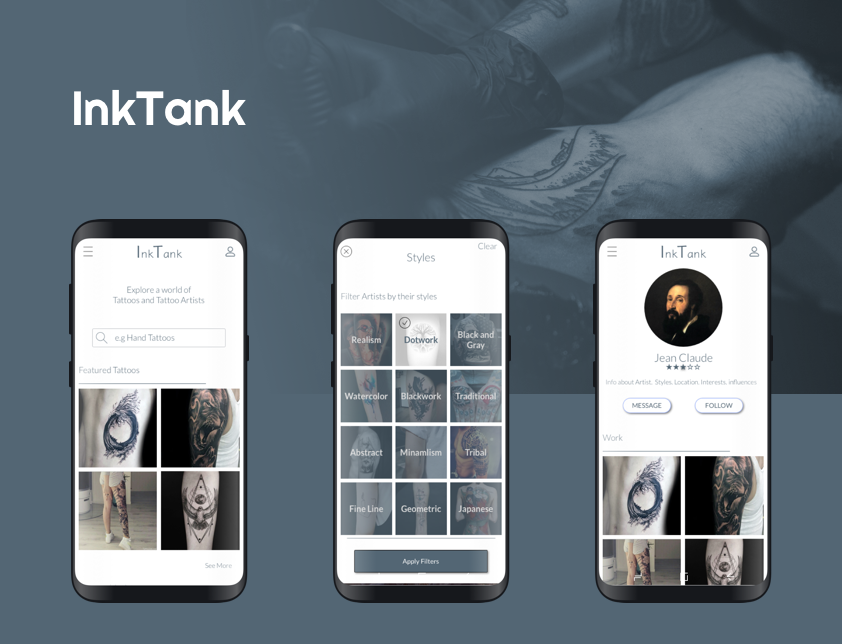 InkTank
InkTank
Explore a world of
Tattoos and Tattoo Artists
e.g Hand Tattoos
Featured Tattoos
See More
Clear
Styles
Filter Artists by their styles
Realism
Dotwork
Black and
Gray
Watercolor
Blackwork
Traditional
Abstract
Minamlism
Tribal
Fine Line
Geometric
Japanese
Apply Filters
InkTank
Jean Claude
Info about Artist. Styles. Location. Interests. influences
MESSAGE
FOLLOW
Work